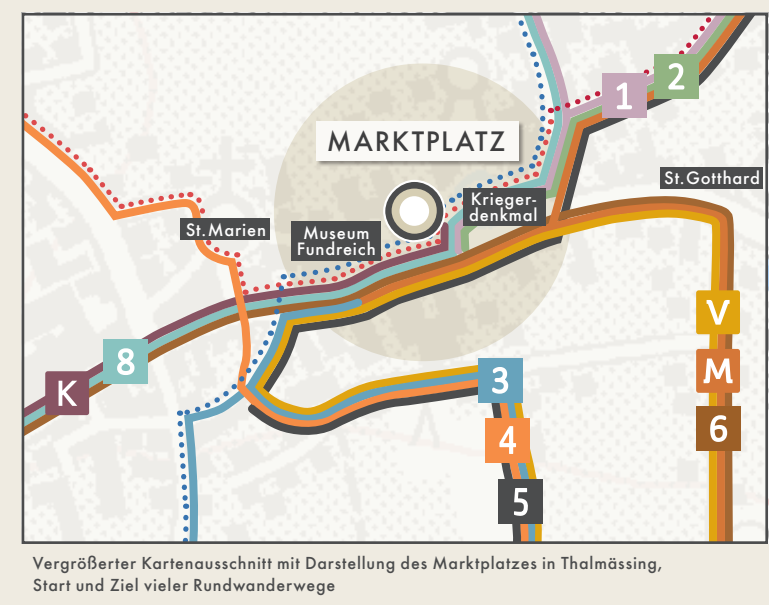 2
1
MARKTPLATZ
St.Gotthard
Krieger-
denkmal
St.Marien
Museum
Fundreich
V
8
M
3
K
6
4
5
Vergrößerter Kartenausschnitt mit Darstellung des Marktplatzes in Thalmässing,
Start und Ziel vieler Rundwanderwege